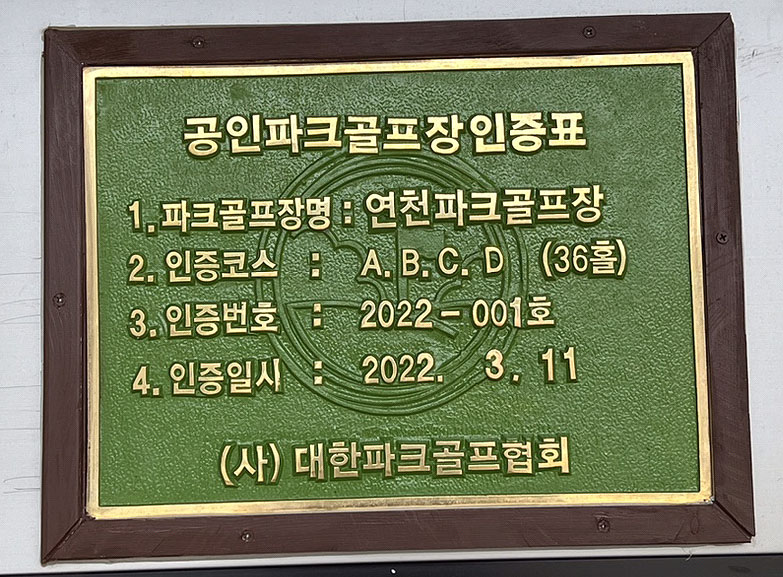 공인파크골프장인증표
1. 파크골프장명 : 연천파크골프장
2. 인증코스 : A. B. C. D (36홀)
3. 인증번호 : 2022-001호
4. 인증일시 : 2022. 3. 11
(사) 대한파크골프협회